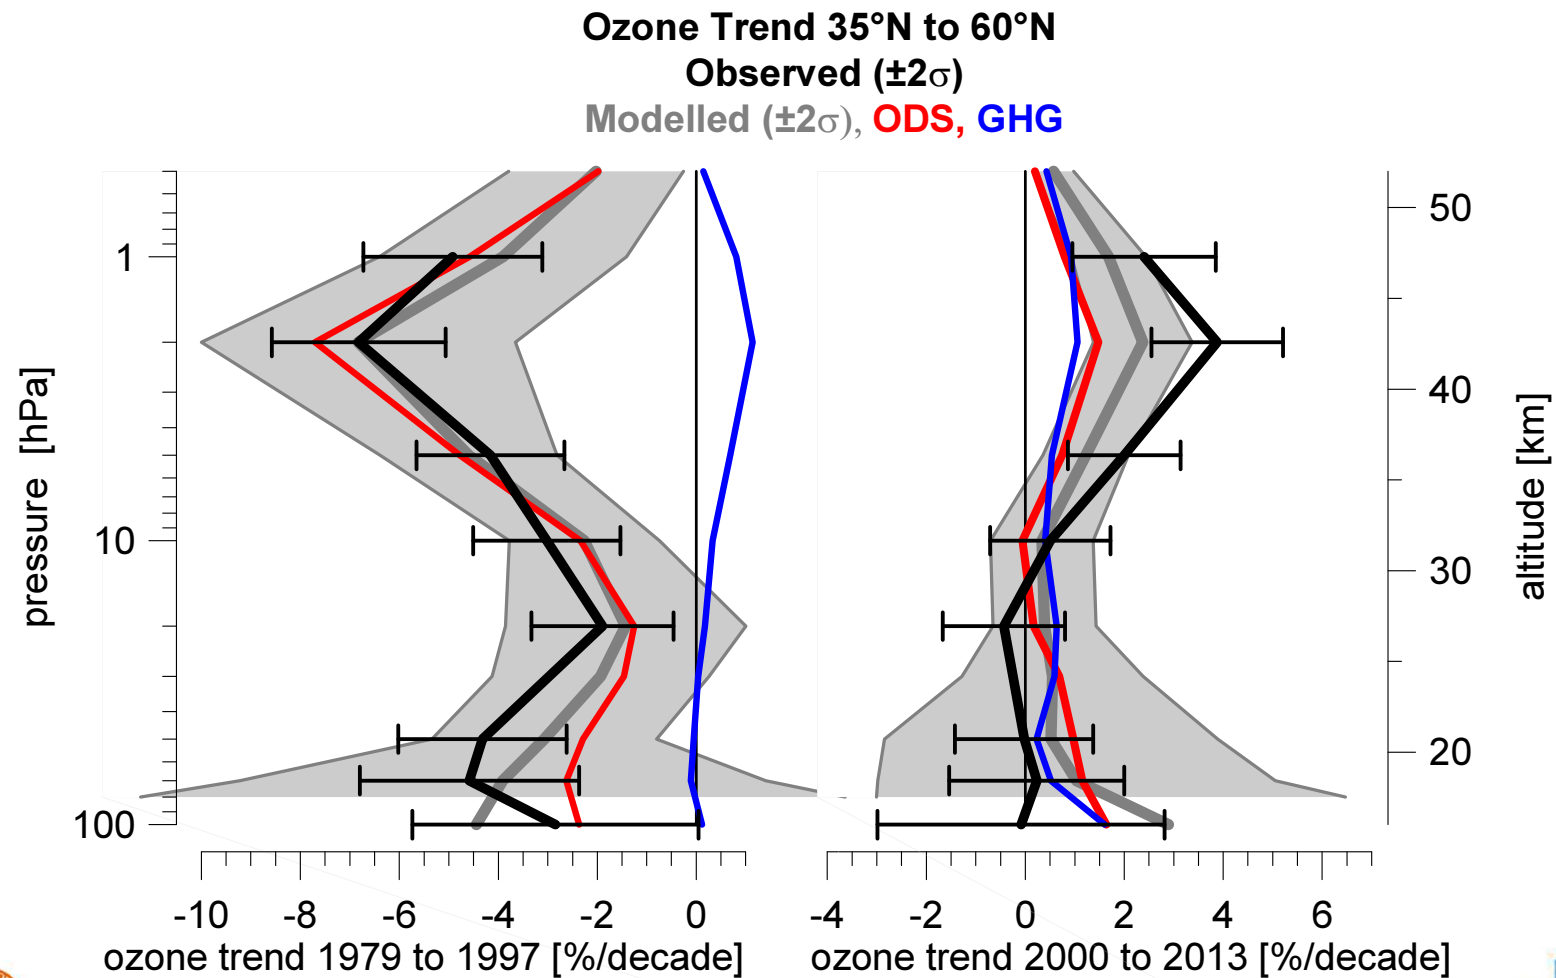 Ozone Trend 35°N to 60°N
Observed (±2σ)
Modelled (±2σ), ODS, GHG
pressure [hPa]
1
10
100
50
40
30
20
altitude [km]
-10 -8 -6 -4 -2 0
-4 -2 0 2 4 6
ozone trend 1979 to 1997 [%/decade]
ozone trend 2000 to 2013 [%/decade]